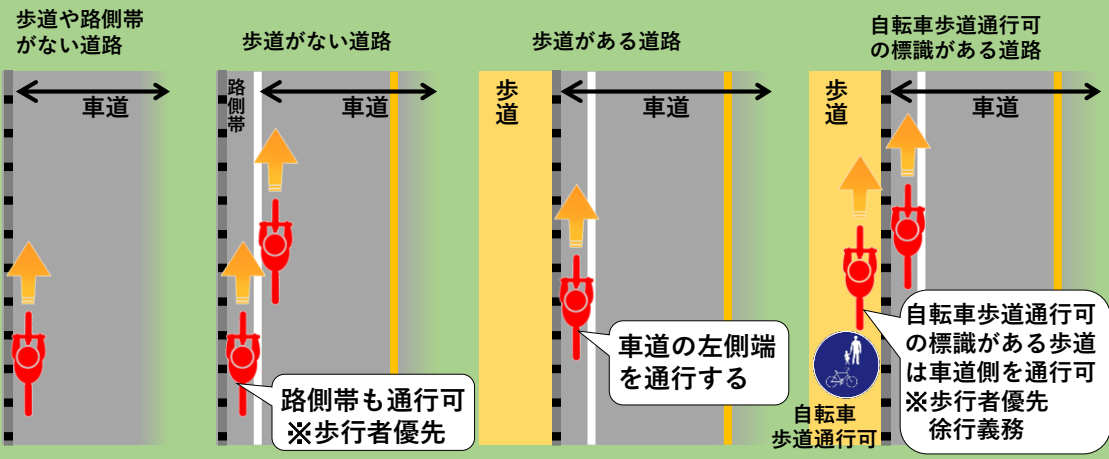 歩道や路側帯
がない道路
車道
歩道がない道路
路側帯
車道
路側帯も通行可
※歩行者優先
歩道がある道路
歩道
車道
車道の左側端
を通行する
自転車歩道通行可
の標識がある道路
歩道
車道
自転車歩道通行可
の標識がある歩道
は車道側を通行可
※歩行者優先
徐行義務
自転車
歩道通行可